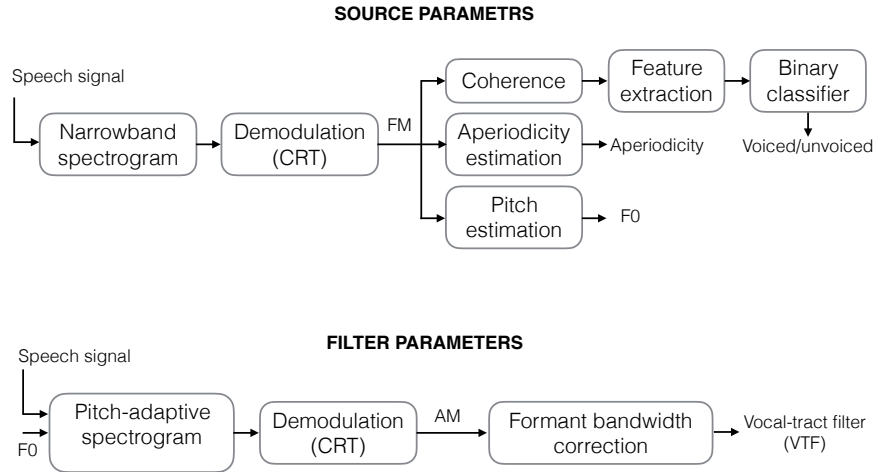 SOURCE PARAMETRS
Speech signal
Narrowband
spectrogram
Demodulation
(CRT)
FM
Coherence
Feature
extraction
Binary
classifier
Voiced/unvoiced
Aperiodicity
estimation
Aperiodicity
Pitch
estimation
F0
FILTER PARAMETERS
Speech signal
F0
Pitch-adaptive
spectrogram
Demodulation
(CRT)
AM
Formant bandwidth
correction
Vocal-tract filter
(VTF)